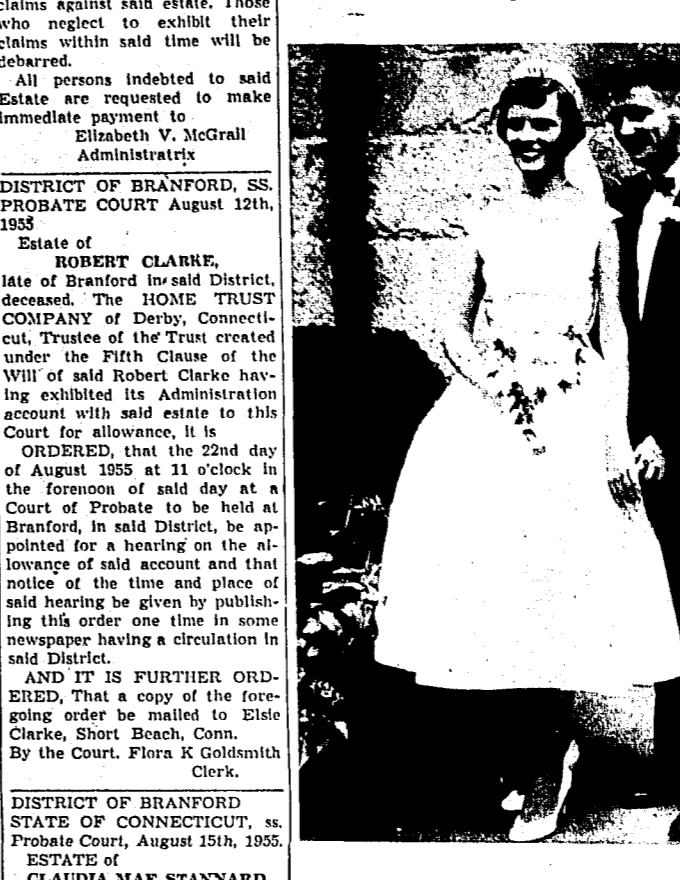 claims against said estate. Those
who neglect to exhibit their
claims within said time will be
debarred.
All persons indebted to said
Estate are requested to make
immediate payment to
Elizabeth V. McGrail
Administratrix
DISTRICT OF BRANFORD, SS.
PROBATE COURT August 12th,
1955
Estate of
ROBERT CLARKE,
late of Branford in said District,
deceased. The HOME TRUST
COMPANY of Derby, Connecti-
cut, Trustee of the Trust created
under the Fifth Clause of the
Will of said Robert Clarke hav-
ing exhibited its Administration
account with said estate to this
Court for allowance, it is
ORDERED, that the 22nd day
of August 1955 at 11 o'clock in
the forenoon of said day at a
Court of Probate to be held at
Branford, in said District, be ap-
pointed for a hearing on the al-
lowance of said account and that
notice of the time and place of
said hearing be given by publish-
ing this order one time in some
newspaper having a circulation in
said District.
AND IT IS FURTHER ORD-
ERED, That a copy of the fore-
going order be mailed to Elsie
Clarke, Short Beach, Conn.
By the Court. Flora K Goldsmith
Clerk.
DISTRICT OF BRANFORD
STATE OF CONNECTICUT, ss.
Probate Court, August 15th, 1955.
ESTATE of
CLAUDIA MAE STANNARD